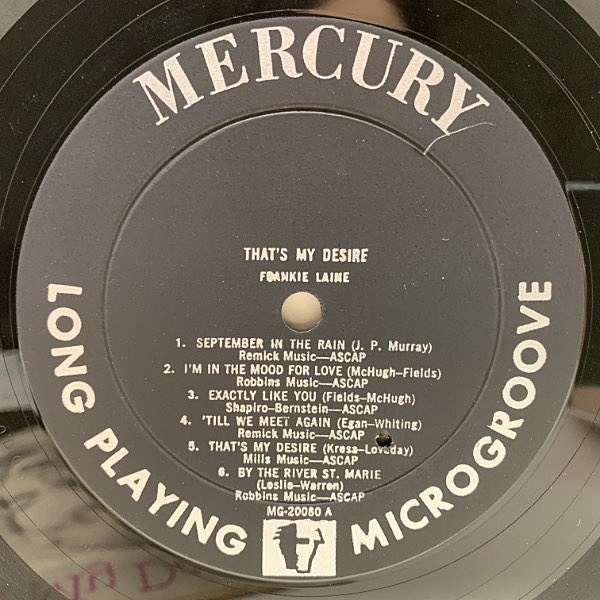 MERCURY
THAT'S MY DESIRE
FRANKIE LAINE
1. SEPTEMBER IN THE RAIN (J. P. Murray)
Remick Music—ASCAP
2. I'M IN THE MOOD FOR LOVE (McHugh–Fields)
Robbins Music—ASCAP
3. EXACTLY LIKE YOU (Fields–McHugh)
Shapiro–Bernstein—ASCAP
4. 'TILL WE MEET AGAIN (Egan–Whiting)
Remick Music—ASCAP
5. THAT'S MY DESIRE (Kresa–Loveday)
Mills Music—ASCAP
6. BY THE RIVER ST. MARIE
(Leslie–Warren)
Robbins Music—ASCAP
MG-20080 A
LONG PLAYING MICROGROOVE